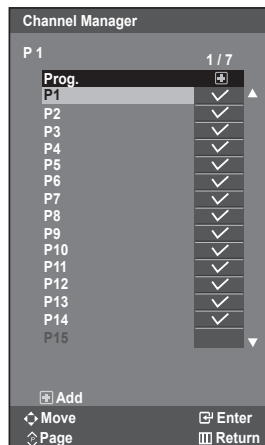 Channel Manager
P 1
1 / 7
Prog.
P1
P2
P3
P4
P5
P6
P7
P8
P9
P10
P11
P12
P13
P14
P15
Add
Move Enter
Page Return